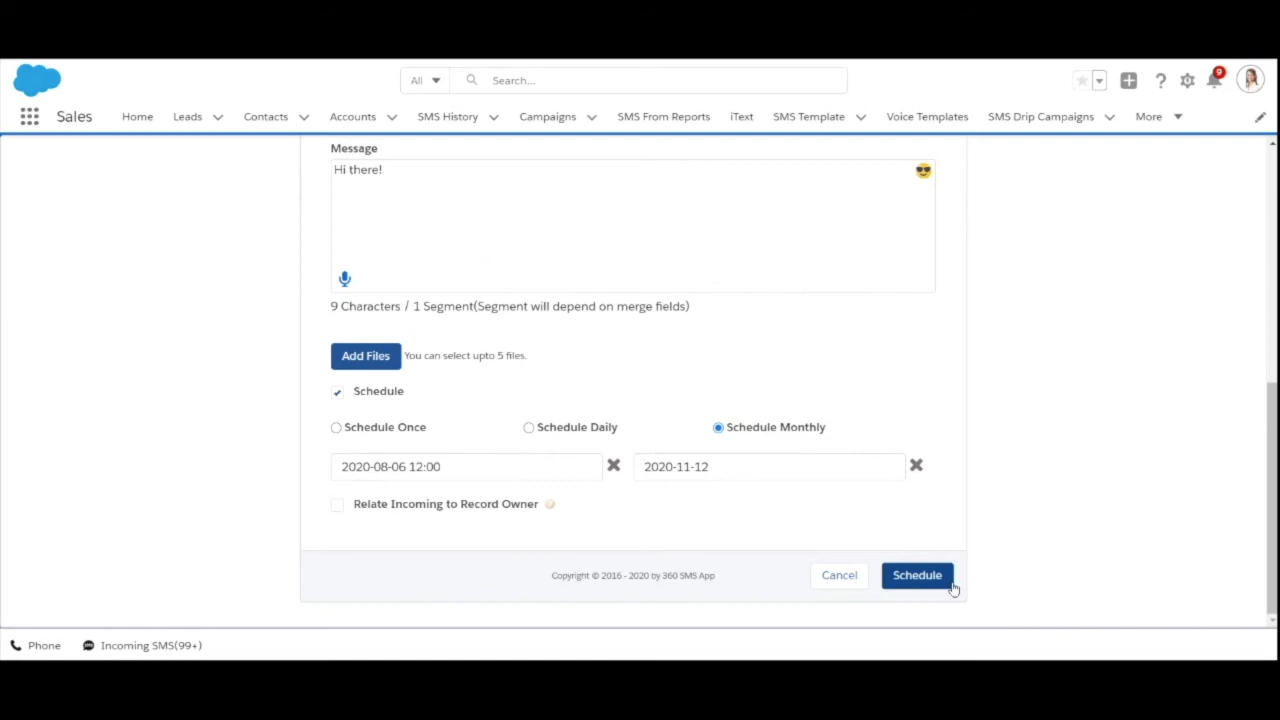 All Search... 9
Sales Home Leads Contacts Accounts SMS History Campaigns SMS From Reports iText SMS Template Voice Templates SMS Drip Campaigns More
Message
Hi there!
9 Characters / 1 Segment(Segment will depend on merge fields)
Add Files You can select upto 5 files.
Schedule
Schedule Once Schedule Daily Schedule Monthly
2020-08-06 12:00 2020-11-12
Relate Incoming to Record Owner
Copyright © 2016 - 2020 by 360 SMS App Cancel Schedule
Phone Incoming SMS(99+)